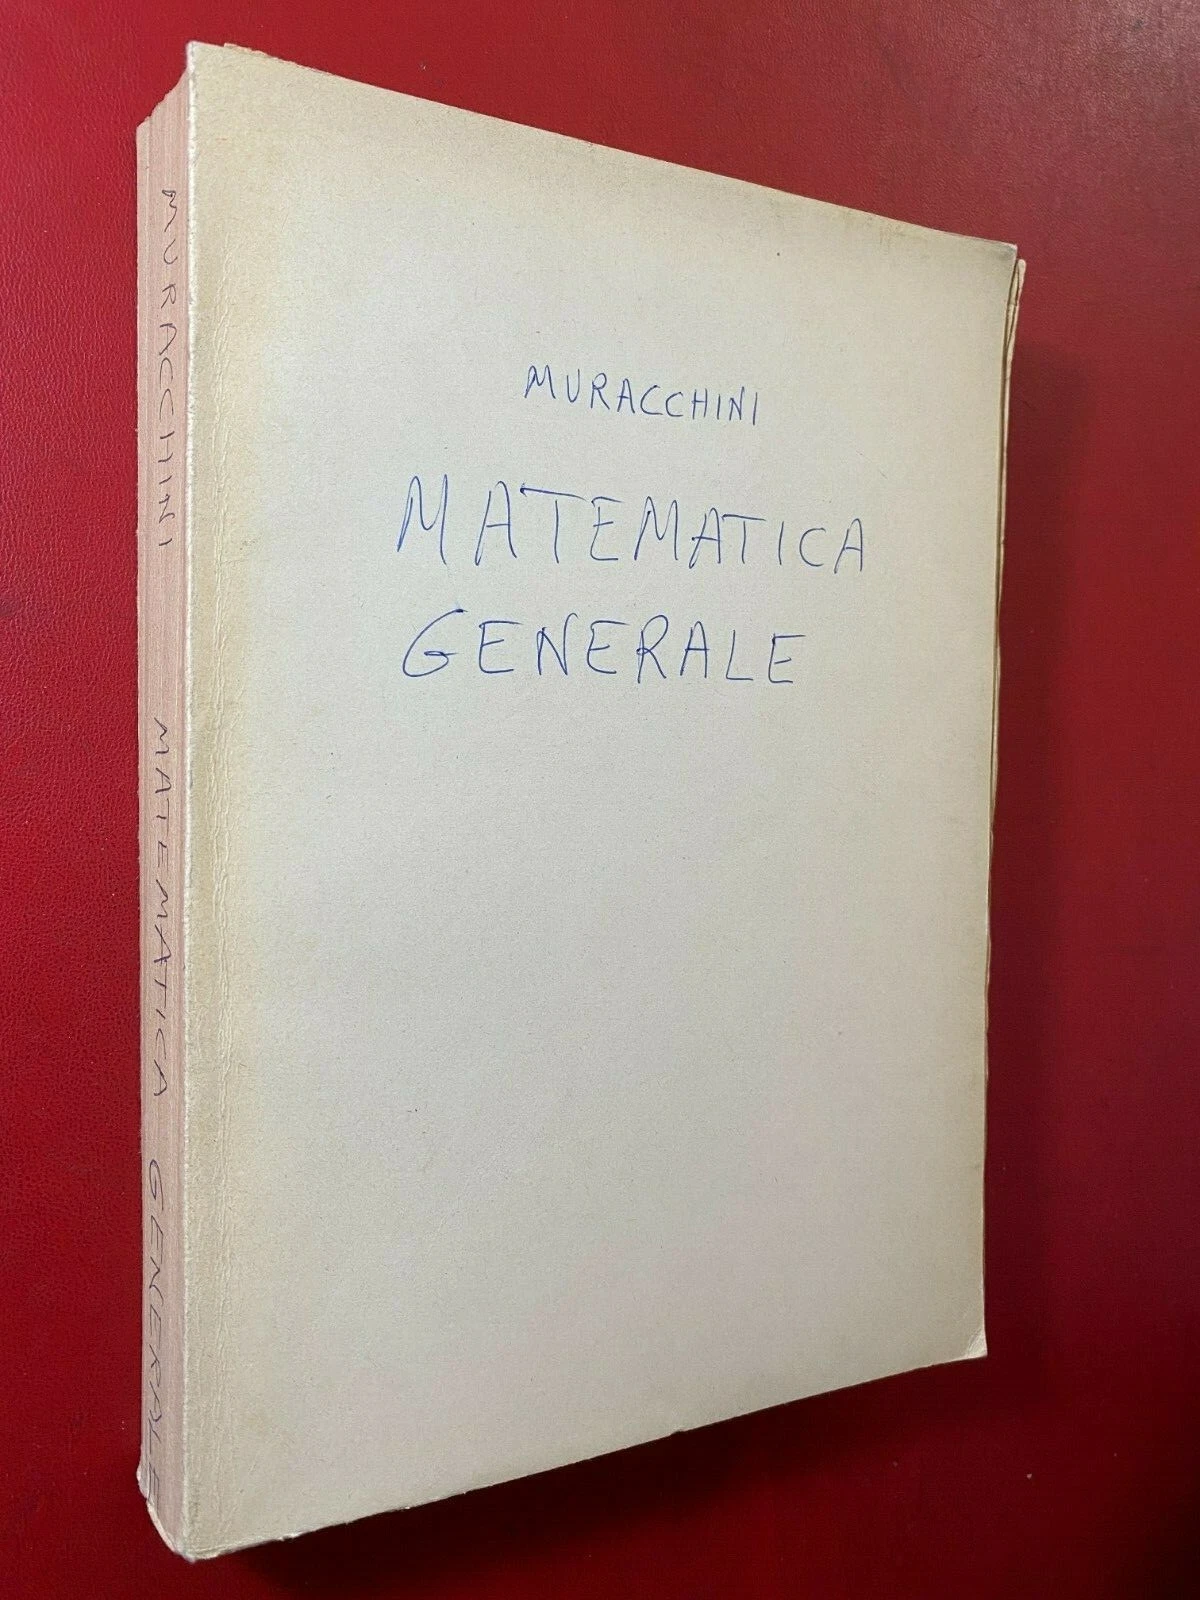 MURACCHINI
MATEMATICA
GENERALE
MURACCHINI MATEMATICA GENERALE